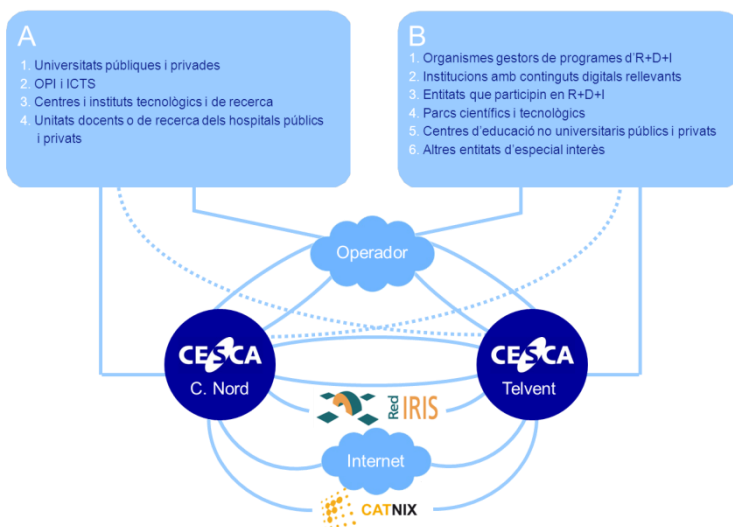 A
1. Universitats públiques i privades
2. OPI i ICTS
3. Centres i instituts tecnològics i de recerca
4. Unitats docents o de recerca dels hospitals públics
i privats
B
1. Organismes gestors de programes d'R+D+I
2. Institucions amb continguts digitals rellevants
3. Entitats que participin en R+D+I
4. Parcs científics i tecnològics
5. Centres d'educació no universitaris públics i privats
6. Altres entitats d'especial interès
Operador
CESCA
C. Nord
CESCA
Telvent
Red IRIS
Internet
CATNIX